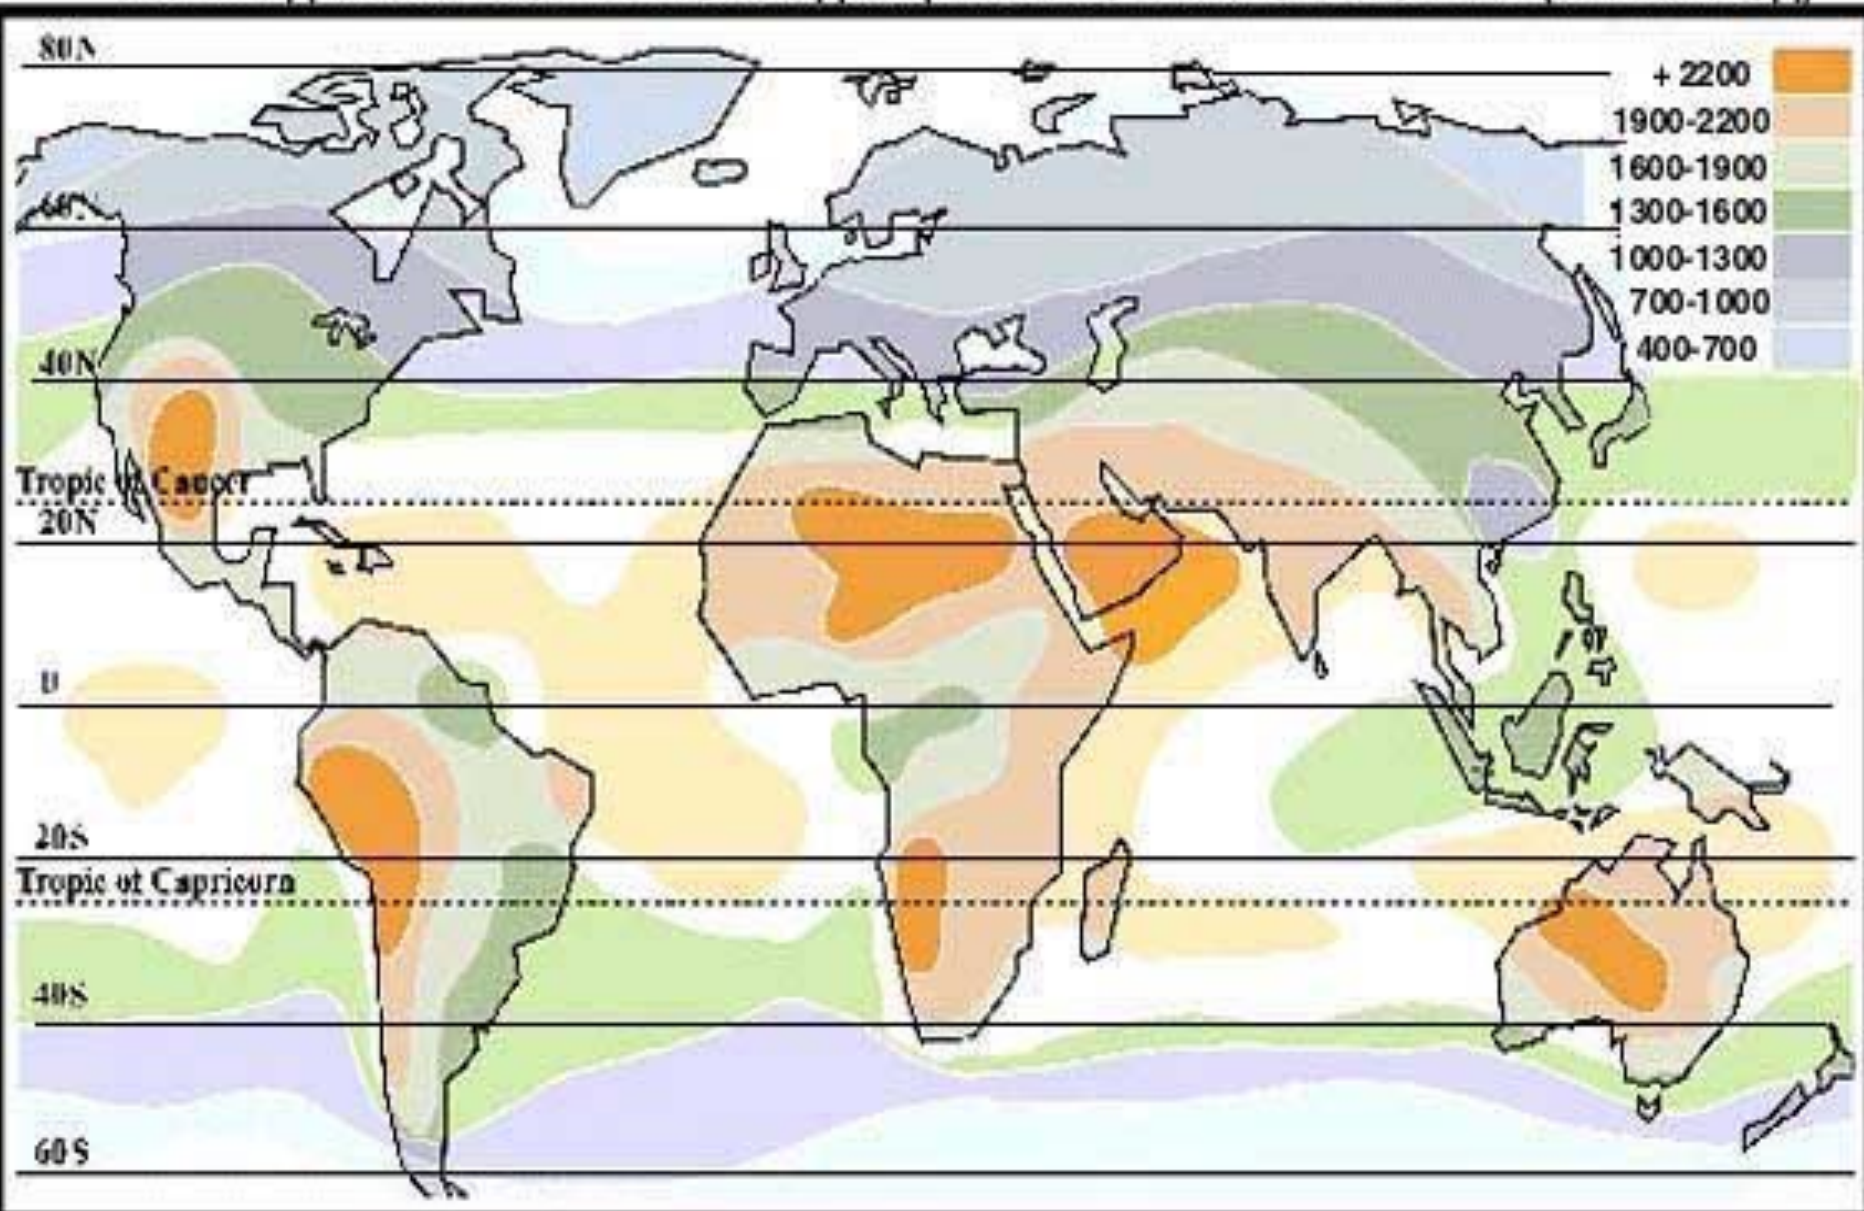 80N
+ 2200
1900-2200
1600-1900
1300-1600
1000-1300
700-1000
400-700
60N
40N
Tropic of Cancer
20N
0
20S
Tropic of Capricorn
40S
60S